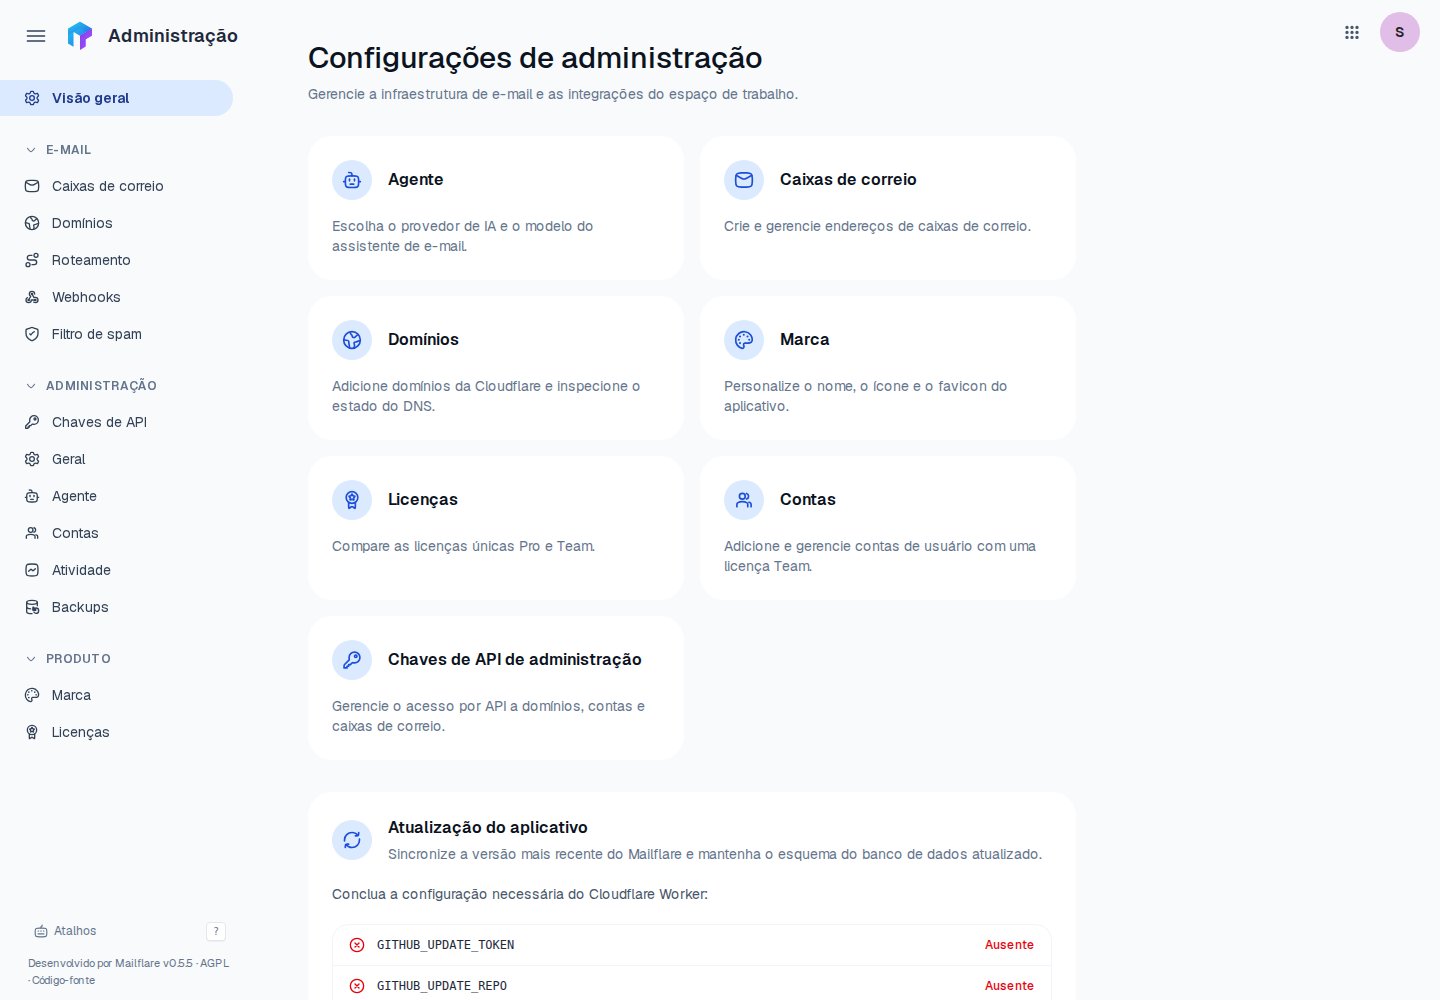 Administração
S
Visão geral
E-MAIL
Caixas de correio
Domínios
Roteamento
Webhooks
Filtro de spam
ADMINISTRAÇÃO
Chaves de API
Geral
Agente
Contas
Atividade
Backups
PRODUTO
Marca
Licenças
Atalhos
?
Desenvolvido por Mailflare v0.5.5 · AGPL
· Código-fonte
Configurações de administração
Gerencie a infraestrutura de e-mail e as integrações do espaço de trabalho.
Agente
Escolha o provedor de IA e o modelo do
assistente de e-mail.
Caixas de correio
Crie e gerencie endereços de caixas de correio.
Domínios
Adicione domínios da Cloudflare e inspecione o
estado do DNS.
Marca
Personalize o nome, o ícone e o favicon do
aplicativo.
Licenças
Compare as licenças únicas Pro e Team.
Contas
Adicione e gerencie contas de usuário com uma
licença Team.
Chaves de API de administração
Gerencie o acesso por API a domínios, contas e
caixas de correio.
Atualização do aplicativo
Sincronize a versão mais recente do Mailflare e mantenha o esquema do banco de dados atualizado.
Conclua a configuração necessária do Cloudflare Worker:
GITHUB_UPDATE_TOKEN Ausente
GITHUB_UPDATE_REPO Ausente